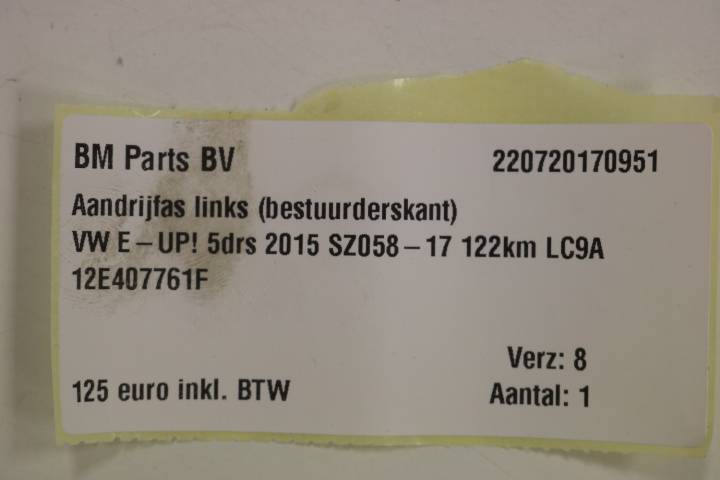 BM Parts BV 220720170951
Aandrijfas links (bestuurderskant)
VW E-UP! 5drs 2015 SZ058-17 122km LC9A
12E407761F
Verz: 8
125 euro inkl. BTW Aantal: 1